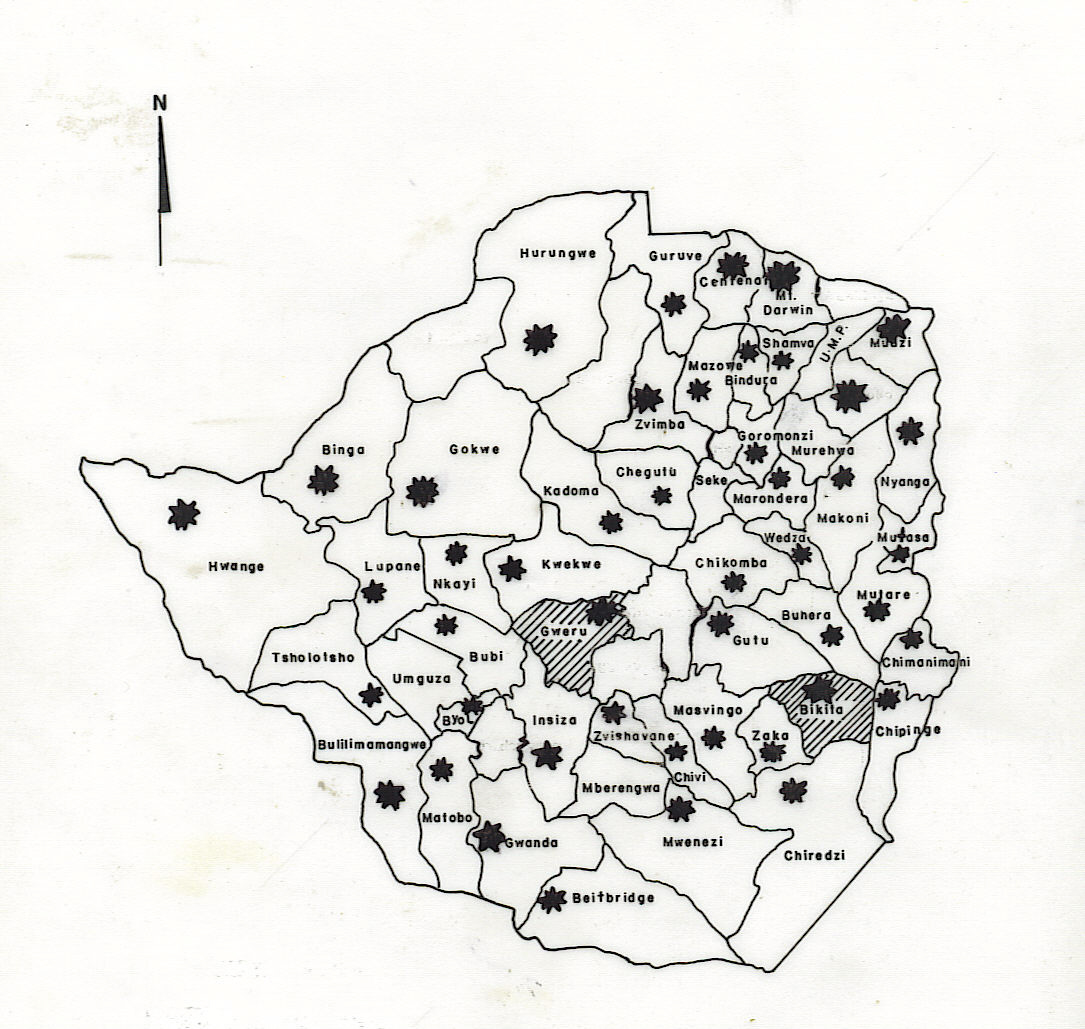 N
Hurungwe
Guruve
Centenar
Mt.
Darwin
U.M.P.
Mudzi
Shamva
Mazowe
Bindura
Zvimba
Goromonzi
Murehwa
Binga
Gokwe
Chegutu
Seke
Marondera
Nyanga
Kadoma
Makoni
Wedza
Mutasa
Hwange
Lupane
Nkayi
Kwekwe
Chikomba
Mutare
Buhera
Gweru
Gutu
Tsholotsho
Bubi
Chimanimani
Umguza
Byo
Insiza
Masvingo
Bikita
Zvishavane
Zaka
Chipinge
Bulilimamangwe
Chivi
Mberengwa
Matobo
Gwanda
Mwenezi
Chiredzi
Beitbridge